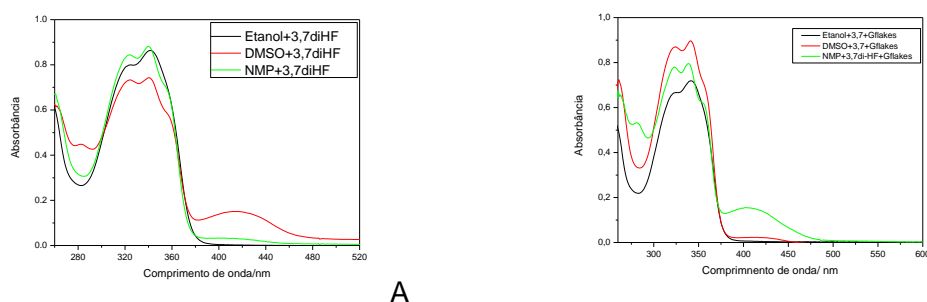 1.0
0.8
0.6
0.4
0.2
0.0
Absorbância
280
320
360
400
440
480
520
Comprimento de onda/nm
Etanol+3,7diHF
DMSO+3,7diHF
NMP+3,7diHF
A
1,0
0,8
0,6
0,4
0,2
0,0
Absorbância
300
350
400
450
500
550
600
Comprimnento de onda/ nm
Etanol+3,7+Gflakes
DMSO+3,7+Gflakes
NMP+3,7di-HF+Gflakes